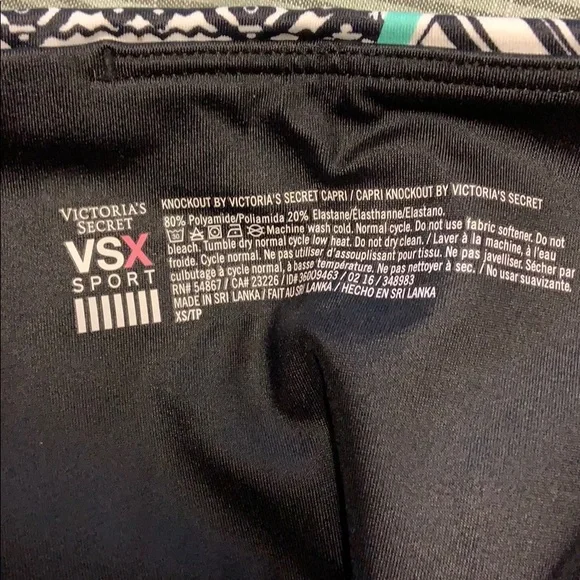 VICTORIA'S
SECRET
VSX
SPORT
KNOCKOUT BY VICTORIA'S SECRET CAPRI / CAPRI KNOCKOUT BY VICTORIA'S SECRET
80% Polyamide/Poliamida 20% Elastane/Elasthanne/Elastano.
Machine wash cold. Normal cycle. Do not use fabric softener. Do not
bleach. Tumble dry normal cycle low heat. Do not dry clean. / Laver à la machine, à l'eau
froide. Cycle normal. Ne pas utiliser d'assouplissant pour tissu. Ne pas javelliser. Sécher par
culbutage à cycle normal, à basse température. Ne pas nettoyer à sec. / No usar suavizante.
RN# 54867 / CA# 23226 / ID# 36009463 / 02 16 / 348983
MADE IN SRI LANKA / FAIT AU SRI LANKA / HECHO EN SRI LANKA
XS/TP